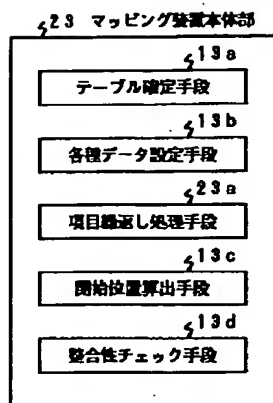 23 マッピング装置本体部
13a
テーブル確定手段
13b
各種データ設定手段
23a
項目繰返し処理手段
13c
開始位置算出手段
13d
整合性チェック手段